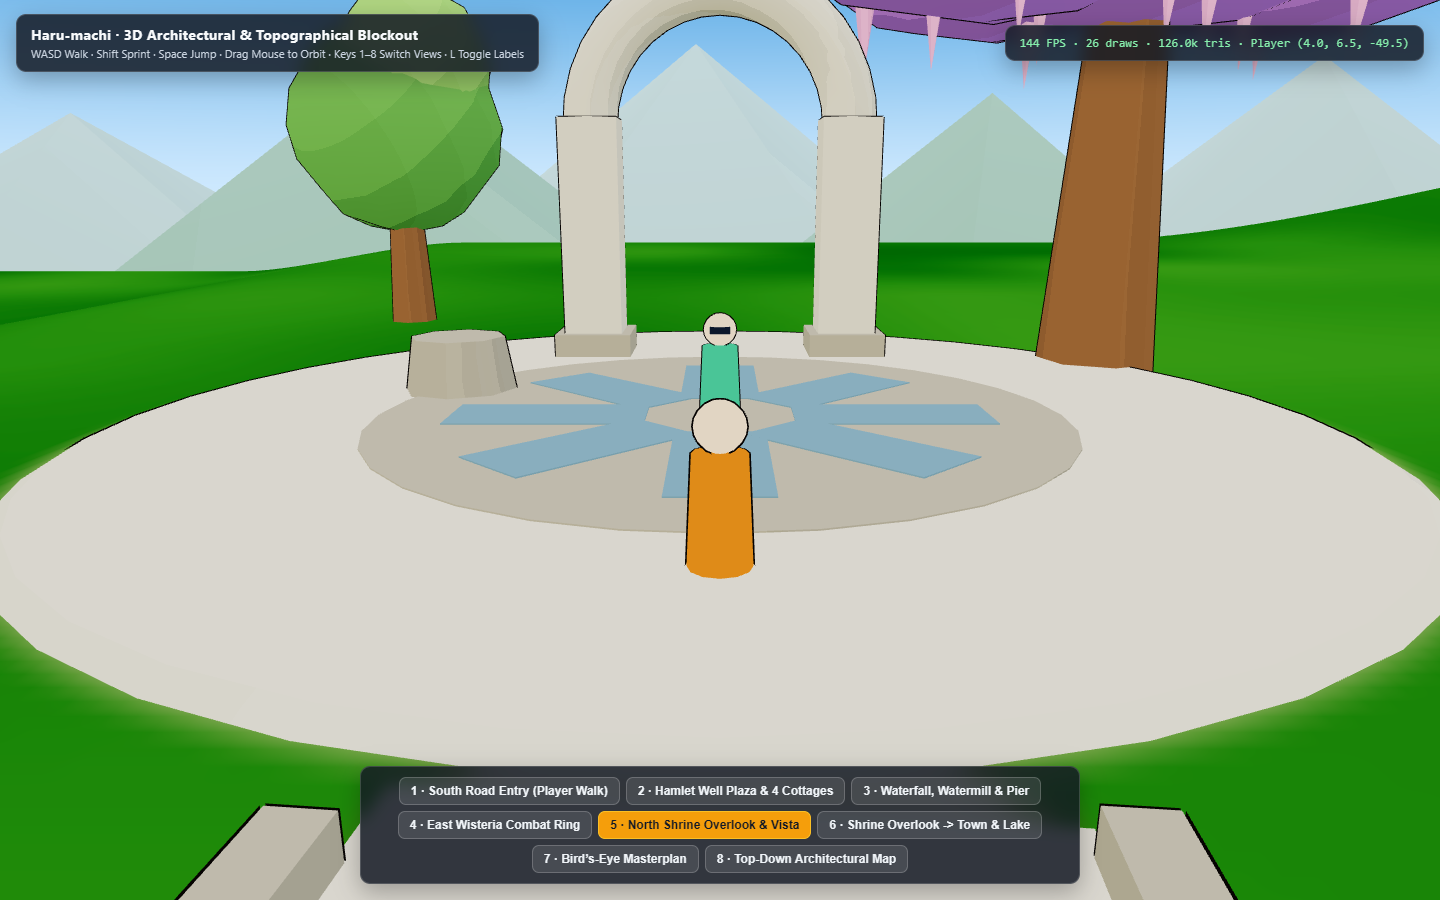 Haru-machi · 3D Architectural & Topographical Blockout
WASD Walk · Shift Sprint · Space Jump · Drag Mouse to Orbit · Keys 1–8 Switch Views · L Toggle Labels
144 FPS · 26 draws · 126.0k tris · Player (4.0, 6.5, -49.5)
1 · South Road Entry (Player Walk)
2 · Hamlet Well Plaza & 4 Cottages
3 · Waterfall, Watermill & Pier
4 · East Wisteria Combat Ring
5 · North Shrine Overlook & Vista
6 · Shrine Overlook -> Town & Lake
7 · Bird's-Eye Masterplan
8 · Top-Down Architectural Map